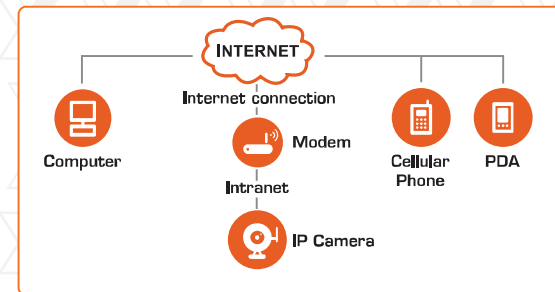 INTERNET
Internet connection
Computer
Modem
Cellular
Phone
PDA
Intranet
IP Camera